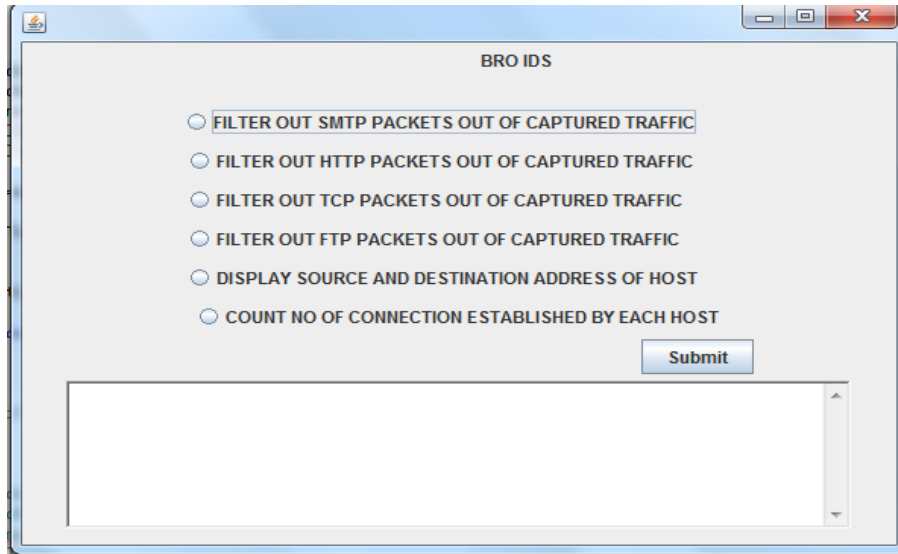 BRO IDS
FILTER OUT SMTP PACKETS OUT OF CAPTURED TRAFFIC
FILTER OUT HTTP PACKETS OUT OF CAPTURED TRAFFIC
FILTER OUT TCP PACKETS OUT OF CAPTURED TRAFFIC
FILTER OUT FTP PACKETS OUT OF CAPTURED TRAFFIC
DISPLAY SOURCE AND DESTINATION ADDRESS OF HOST
COUNT NO OF CONNECTION ESTABLISHED BY EACH HOST
Submit